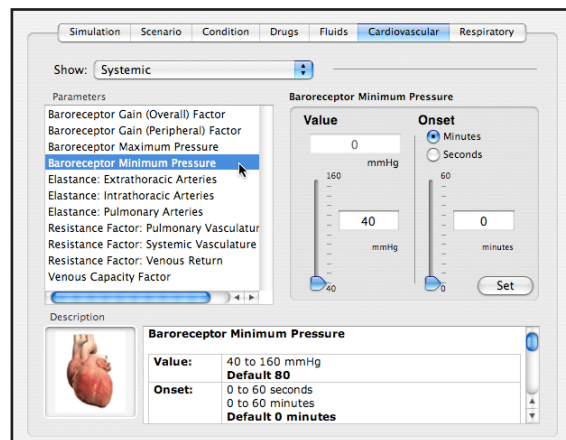 Simulation Scenario Condition Drugs Fluids Cardiovascular Respiratory
Show: Systemic
Parameters
Baroreceptor Gain (Overall) Factor
Baroreceptor Gain (Peripheral) Factor
Baroreceptor Maximum Pressure
Baroreceptor Minimum Pressure
Elastance: Extrathoracic Arteries
Elastance: Intrathoracic Arteries
Elastance: Pulmonary Arteries
Resistance Factor: Pulmonary Vasculatur
Resistance Factor: Systemic Vasculature
Resistance Factor: Venous Return
Venous Capacity Factor
Baroreceptor Minimum Pressure
Value
0
mmHg
160
40
mmHg
40
Onset
Minutes
Seconds
60
0
minutes
0
Set
Description
Baroreceptor Minimum Pressure
Value: 40 to 160 mmHg
Default 80
Onset: 0 to 60 seconds
0 to 60 minutes
Default 0 minutes